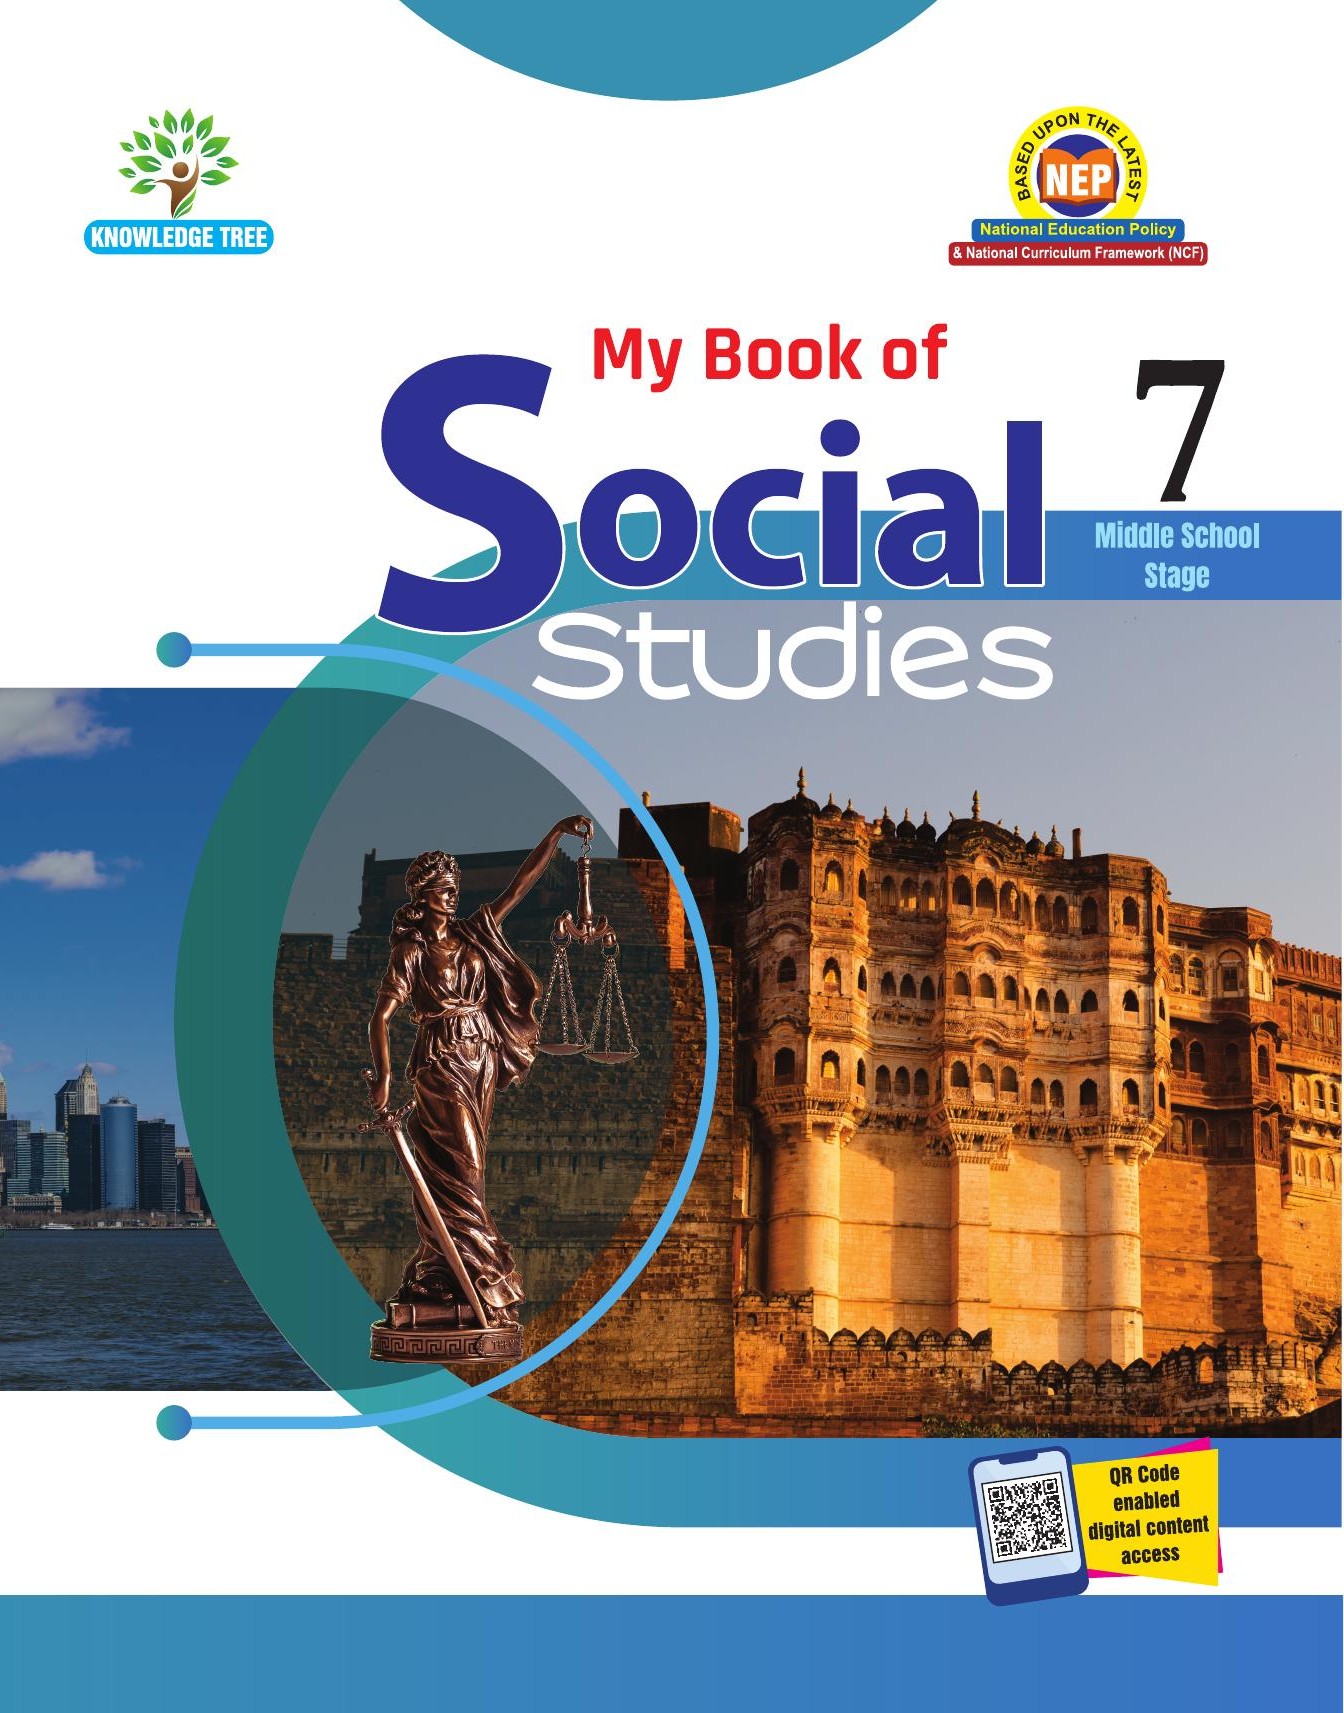 KNOWLEDGE TREE
BASED UPON THE LATEST
NEP
National Education Policy
& National Curriculum Framework (NCF)
My Book of
7
Social
Middle School
Stage
Studies
QR Code
enabled
digital content
access